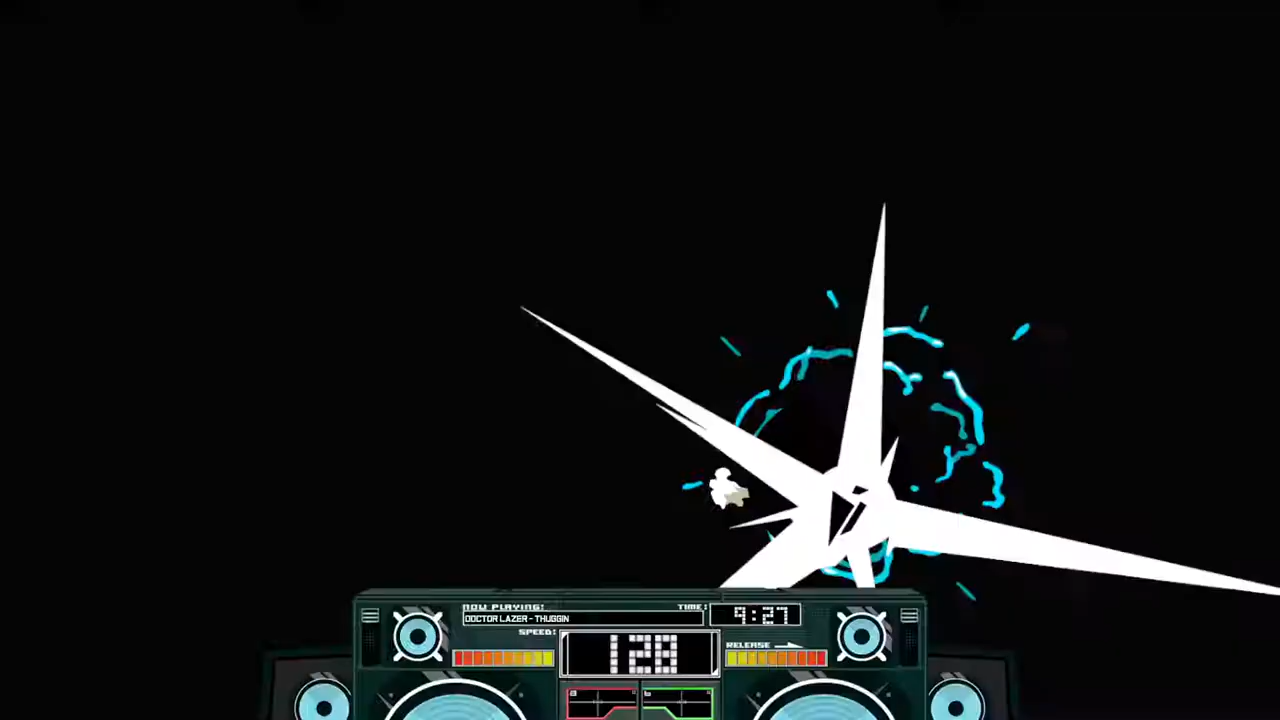 NOW PLAYING:
TIME:
9:27
DOCTOR LAZER - THUGGIN
SPEED:
128
RELEASE